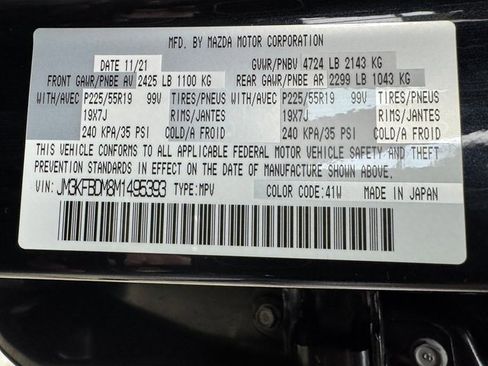 MFD. BY MAZDA MOTOR CORPORATION
DATE 11/21 GVWR/PNBV 4724 LB 2143 KG
FRONT GAWR/PNBE AV 2425 LB 1100 KG REAR GAWR/PNBE AR 2299 LB 1043 KG
WITH/AVEC P225/55R19 99V TIRES/PNEUS WITH/AVEC P225/55R19 99V TIRES/PNEUS
19X7J RIMS/JANTES 19X7J RIMS/JANTES
240 KPA/35 PSI COLD/A FROID 240 KPA/35 PSI COLD/A FROID
THIS VEHICLE CONFORMS TO ALL APPLICABLE FEDERAL MOTOR VEHICLE SAFETY AND THEFT
PREVENTION STANDARDS IN EFFECT ON THE DATE OF MANUFACTURE SHOWN ABOVE.
VIN: JM3KFBDM8M1495393 TYPE: MPV COLOR CODE: 41W MADE IN JAPAN